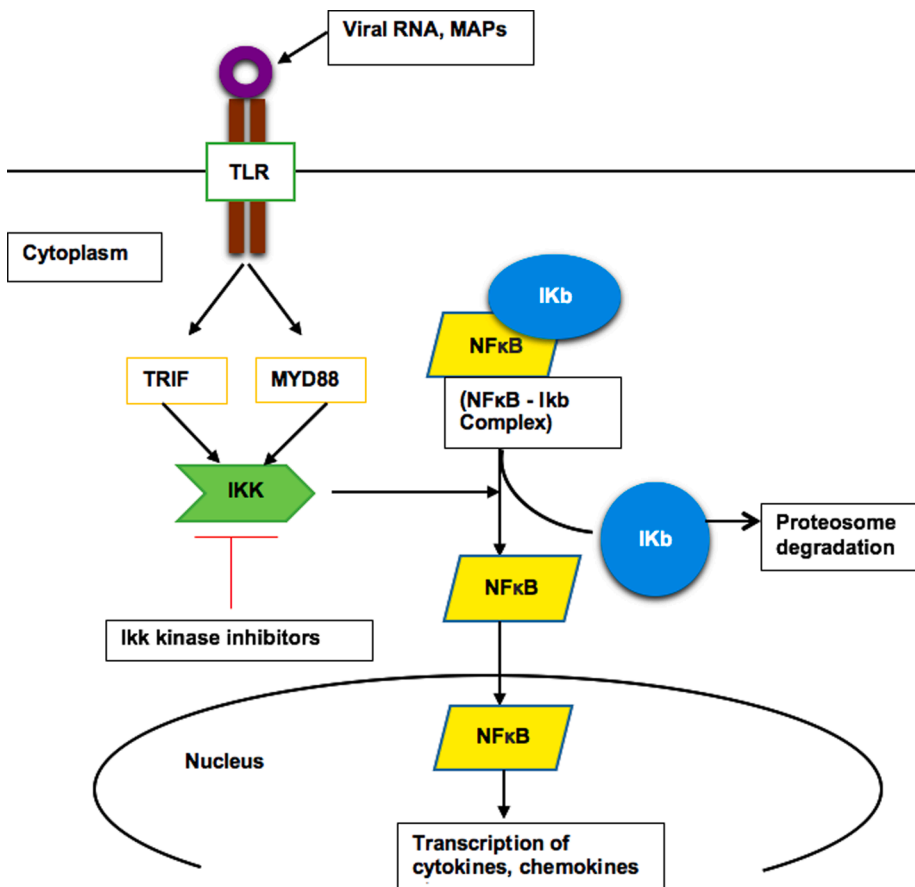 Viral RNA, MAPs
TLR
Cytoplasm
IKb
NFκB
TRIF
MYD88
(NFκB - Ikb
Complex)
IKK
IKb
Proteosome
degradation
NFκB
Ikk kinase inhibitors
NFκB
Nucleus
Transcription of
cytokines, chemokines